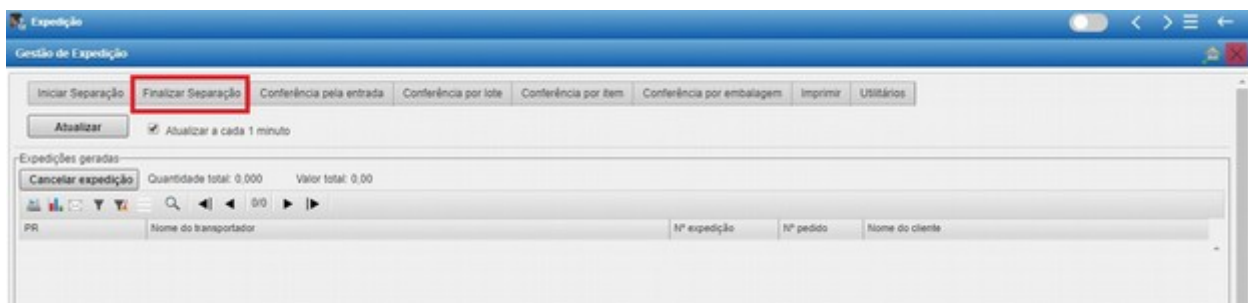 Expedição
Gestão de Expedição
Iniciar Separação Finalizar Separação Conferência pela entrada Conferência por lote Conferência por item Conferência por embalagem Imprimir Utilitários
Atualizar Atualizar a cada 1 minuto
Expedições geradas
Cancelar expedição Quantidade total: 0,000 Valor total: 0,00
0/0
PR Nome do transportador Nº expedição Nº pedido Nome do cliente